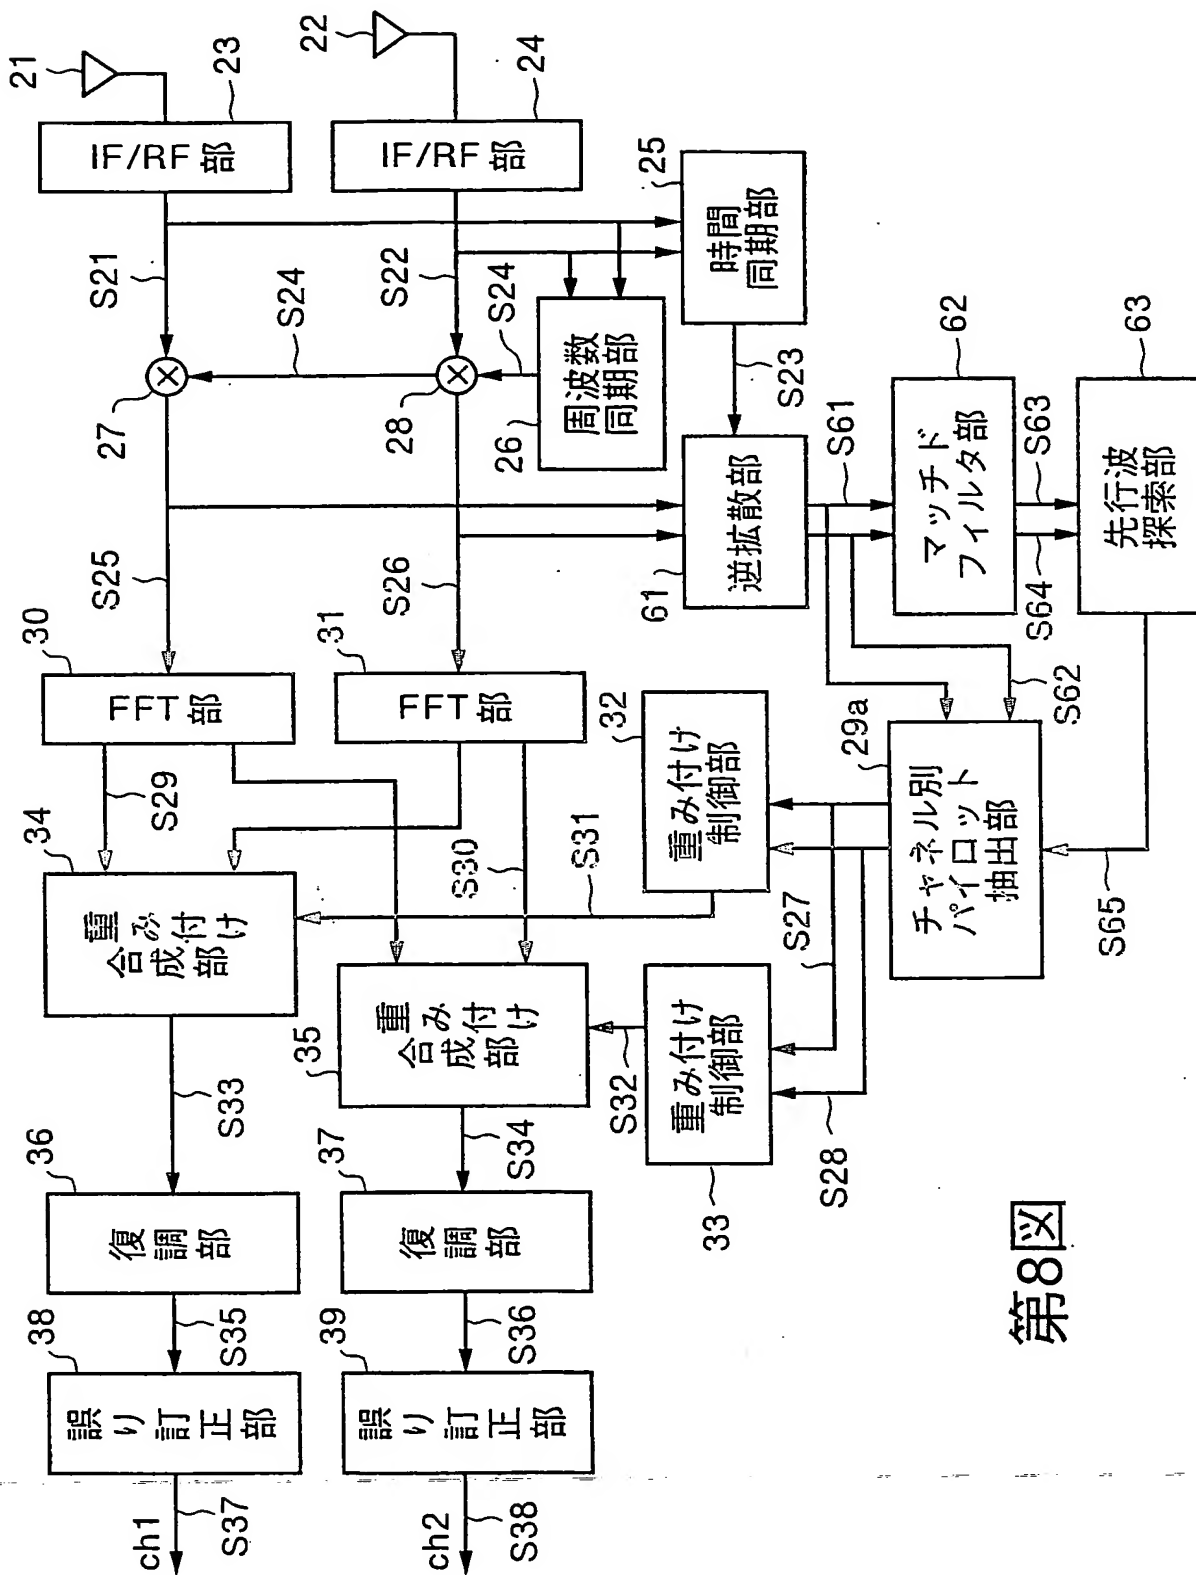 21
22
IF/RF部
23
IF/RF部
24
S21
S24
S22
S24
時間
同期部
25
27
28
周波数
同期部
26
S23
S25
S26
逆拡散部
61
S61
マッチド
フィルタ部
62
S63
S64
先行波
探索部
63
S62
S65
FFT部
30
FFT部
31
S29
S30
重み付け
合成部
34
重み付け
合成部
35
S31
重み付け
制御部
32
S32
重み付け
制御部
33
S27
S28
チャネル別
パイロット
抽出部
29a
S33
S34
復調部
36
復調部
37
S35
S36
誤り訂正部
38
誤り訂正部
39
ch1
S37
ch2
S38
第8図